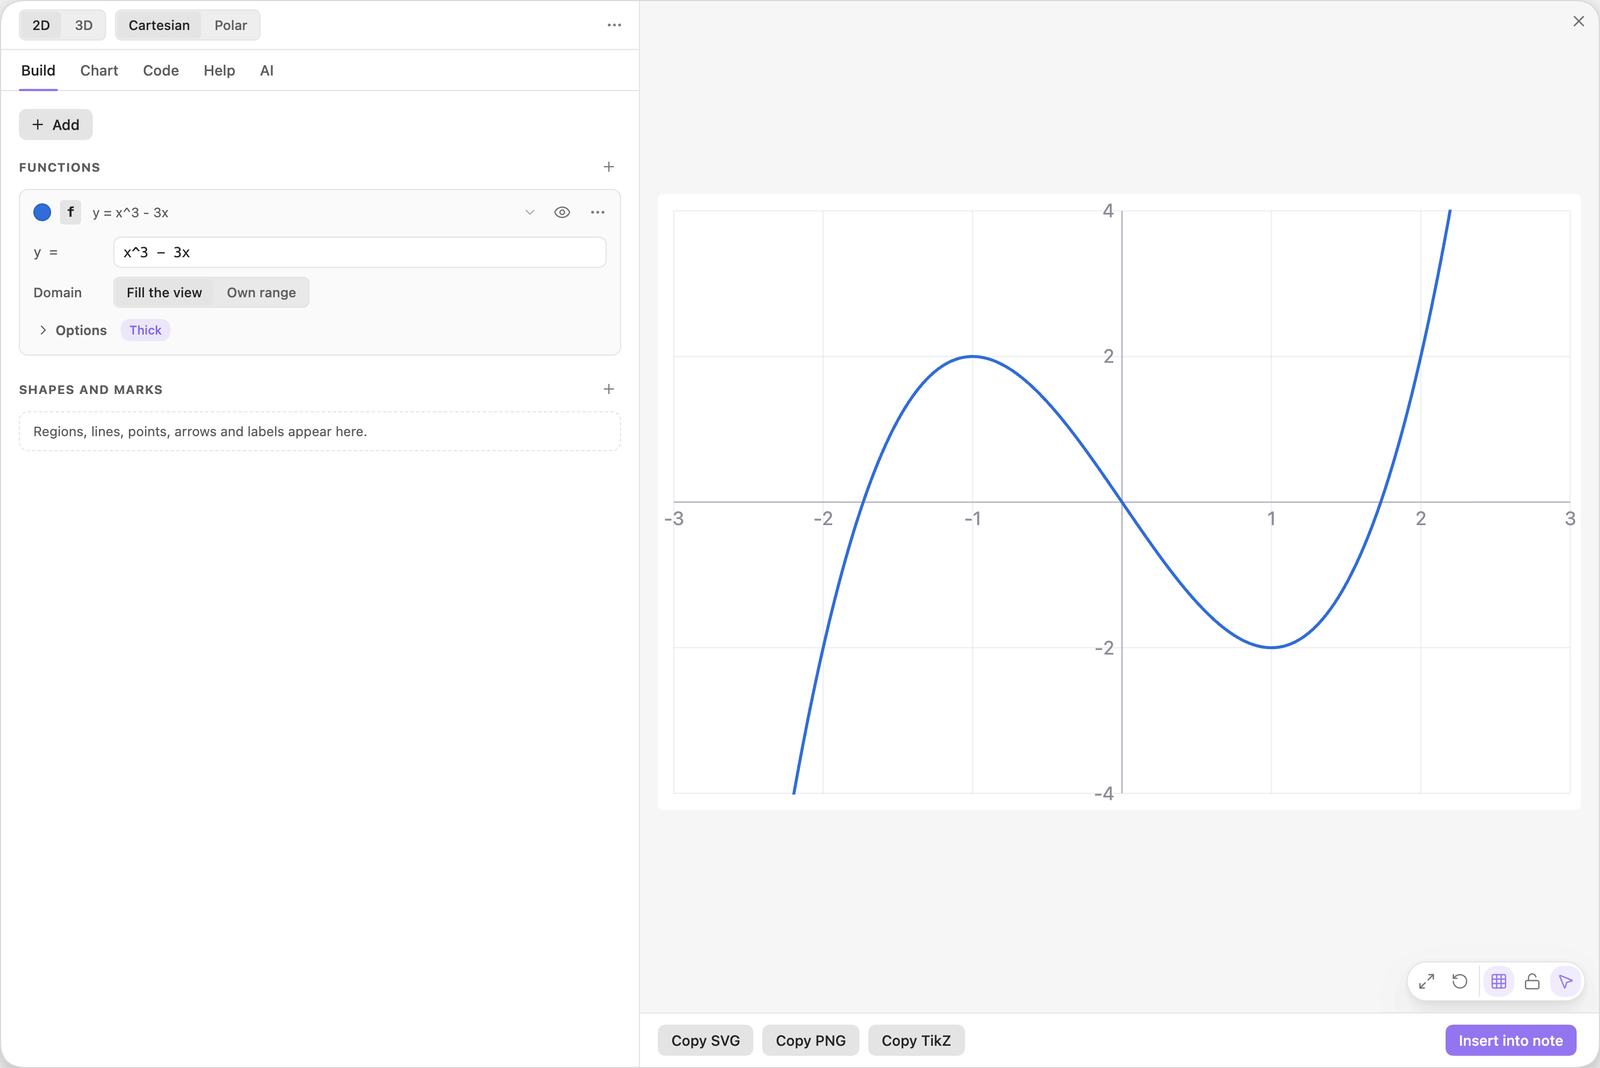 2D 3D Cartesian Polar
Build Chart Code Help AI
+ Add
FUNCTIONS
f y = x^3 - 3x
y = x^3 − 3x
Domain Fill the view Own range
Options Thick
SHAPES AND MARKS
Regions, lines, points, arrows and labels appear here.
4
2
-3 -2 -1 1 2 3
-2
-4
Copy SVG Copy PNG Copy TikZ Insert into note